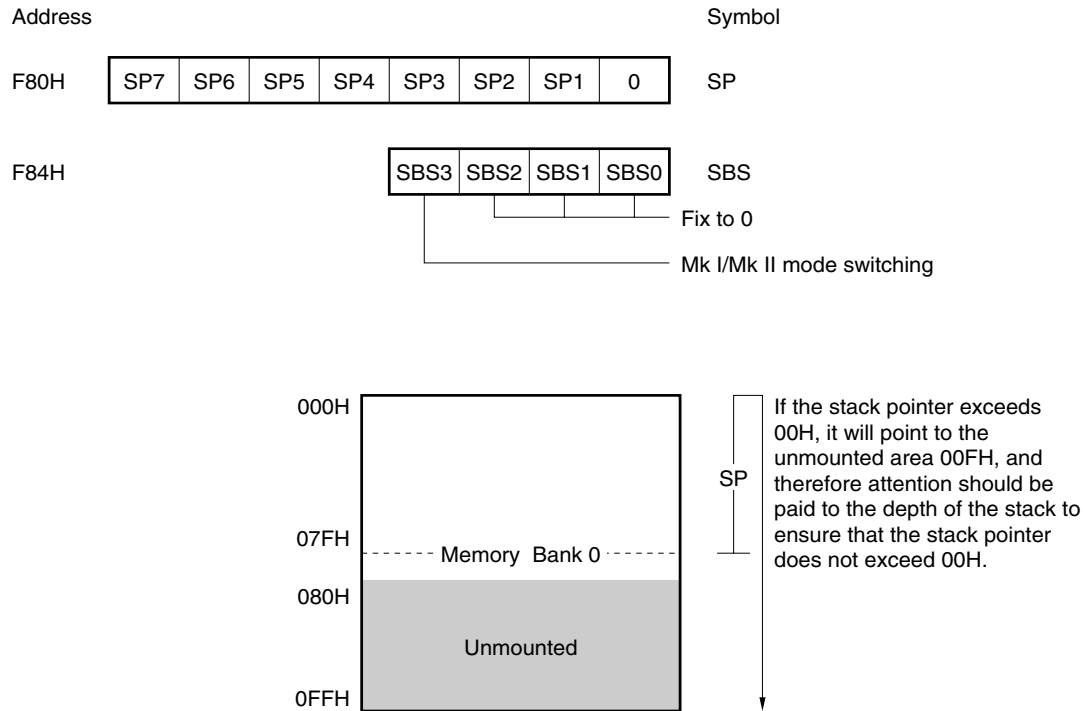 Address Symbol
F80H SP7 SP6 SP5 SP4 SP3 SP2 SP1 0 SP
F84H SBS3 SBS2 SBS1 SBS0 SBS
Fix to 0
Mk I/Mk II mode switching
000H
07FH
Memory Bank 0
080H
Unmounted
0FFH
SP
If the stack pointer exceeds
00H, it will point to the
unmounted area 00FH, and
therefore attention should be
paid to the depth of the stack to
ensure that the stack pointer
does not exceed 00H.